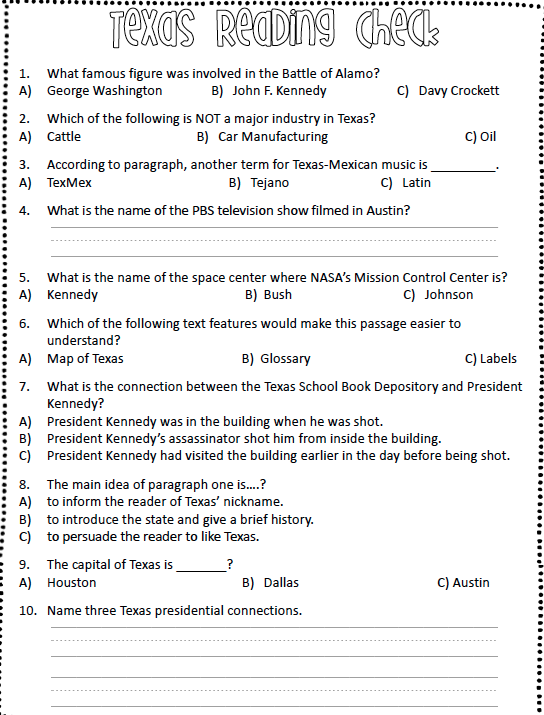 Texas Reading Check
1. What famous figure was involved in the Battle of Alamo?
A) George Washington B) John F. Kennedy C) Davy Crockett
2. Which of the following is NOT a major industry in Texas?
A) Cattle B) Car Manufacturing C) Oil
3. According to paragraph, another term for Texas-Mexican music is __________.
A) TexMex B) Tejano C) Latin
4. What is the name of the PBS television show filmed in Austin?
5. What is the name of the space center where NASA's Mission Control Center is?
A) Kennedy B) Bush C) Johnson
6. Which of the following text features would make this passage easier to
understand?
A) Map of Texas B) Glossary C) Labels
7. What is the connection between the Texas School Book Depository and President
Kennedy?
A) President Kennedy was in the building when he was shot.
B) President Kennedy's assassinator shot him from inside the building.
C) President Kennedy had visited the building earlier in the day before being shot.
8. The main idea of paragraph one is....?
A) to inform the reader of Texas' nickname.
B) to introduce the state and give a brief history.
C) to persuade the reader to like Texas.
9. The capital of Texas is ________?
A) Houston B) Dallas C) Austin
10. Name three Texas presidential connections.